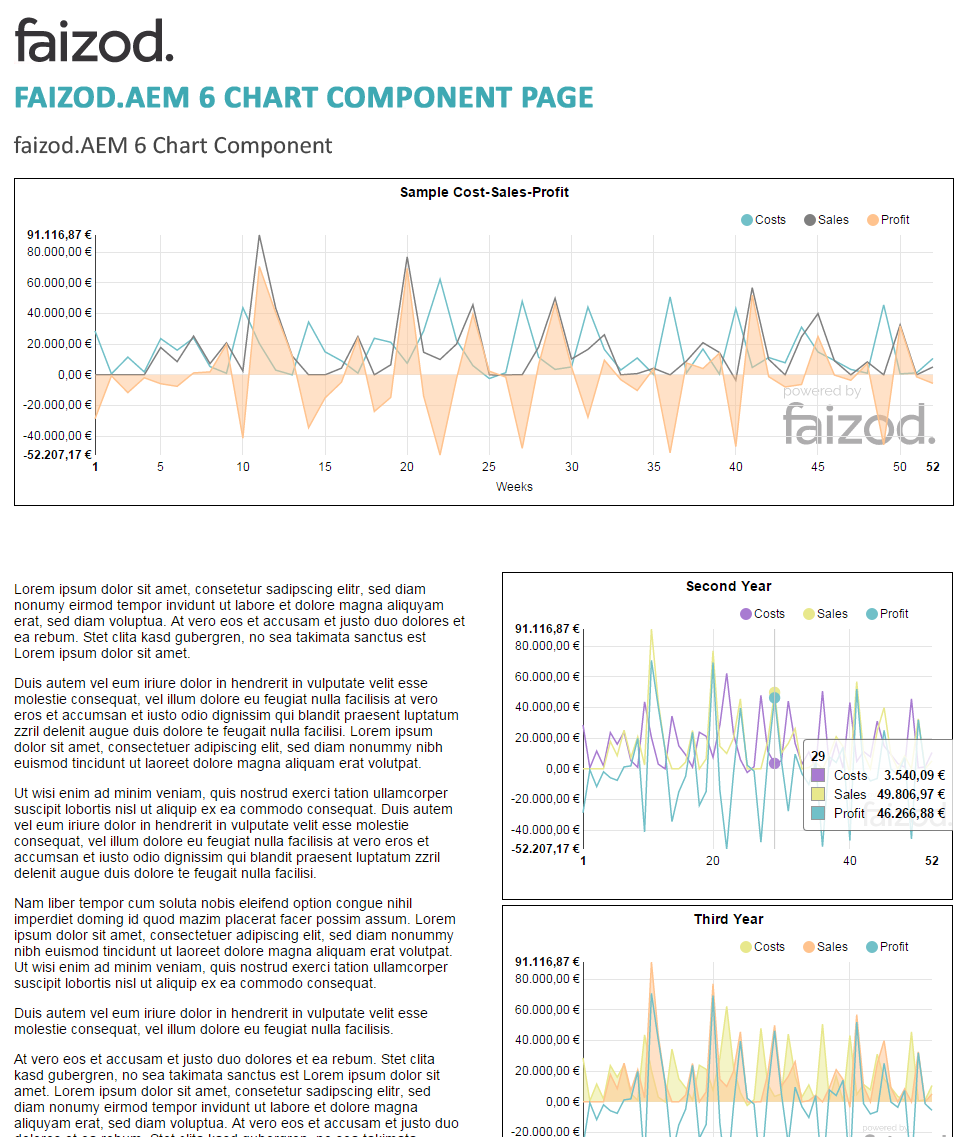 faizod.
FAIZOD.AEM 6 CHART COMPONENT PAGE
faizod.AEM 6 Chart Component
Sample Cost-Sales-Profit
Costs Sales Profit
91.116,87 €
80.000,00 €
60.000,00 €
40.000,00 €
20.000,00 €
0,00 €
-20.000,00 €
-40.000,00 €
-52.207,17 €
powered by
faizod.
1 5 10 15 20 25 30 35 40 45 50 52
Weeks
Lorem ipsum dolor sit amet, consetetur sadipscing elitr, sed diam
nonumy eirmod tempor invidunt ut labore et dolore magna aliquyam
erat, sed diam voluptua. At vero eos et accusam et justo duo dolores et
ea rebum. Stet clita kasd gubergren, no sea takimata sanctus est
Lorem ipsum dolor sit amet.
Duis autem vel eum iriure dolor in hendrerit in vulputate velit esse
molestie consequat, vel illum dolore eu feugiat nulla facilisis at vero
eros et accumsan et iusto odio dignissim qui blandit praesent luptatum
zzril delenit augue duis dolore te feugait nulla facilisi. Lorem ipsum
dolor sit amet, consectetuer adipiscing elit, sed diam nonummy nibh
euismod tincidunt ut laoreet dolore magna aliquam erat volutpat.
Ut wisi enim ad minim veniam, quis nostrud exerci tation ullamcorper
suscipit lobortis nisl ut aliquip ex ea commodo consequat. Duis autem
vel eum iriure dolor in hendrerit in vulputate velit esse molestie
consequat, vel illum dolore eu feugiat nulla facilisis at vero eros et
accumsan et iusto odio dignissim qui blandit praesent luptatum zzril
delenit augue duis dolore te feugait nulla facilisi.
Nam liber tempor cum soluta nobis eleifend option congue nihil
imperdiet doming id quod mazim placerat facer possim assum. Lorem
ipsum dolor sit amet, consectetuer adipiscing elit, sed diam nonummy
nibh euismod tincidunt ut laoreet dolore magna aliquam erat volutpat.
Ut wisi enim ad minim veniam, quis nostrud exerci tation ullamcorper
suscipit lobortis nisl ut aliquip ex ea commodo consequat.
Duis autem vel eum iriure dolor in hendrerit in vulputate velit esse
molestie consequat, vel illum dolore eu feugiat nulla facilisis.
At vero eos et accusam et justo duo dolores et ea rebum. Stet clita
kasd gubergren, no sea takimata sanctus est Lorem ipsum dolor sit
amet. Lorem ipsum dolor sit amet, consetetur sadipscing elitr, sed
diam nonumy eirmod tempor invidunt ut labore et dolore magna
aliquyam erat, sed diam voluptua. At vero eos et accusam et justo duo
dolores et ea rebum. Stet clita kasd gubergren, no sea takimata
Second Year
Costs Sales Profit
91.116,87 €
80.000,00 €
60.000,00 €
40.000,00 €
20.000,00 €
0,00 €
-20.000,00 €
-40.000,00 €
-52.207,17 €
29
Costs 3.540,09 €
Sales 49.806,97 €
Profit 46.266,88 €
1 20 40 52
Third Year
Costs Sales Profit
91.116,87 €
80.000,00 €
60.000,00 €
40.000,00 €
20.000,00 €
0,00 €
-20.000,00 €
powered by